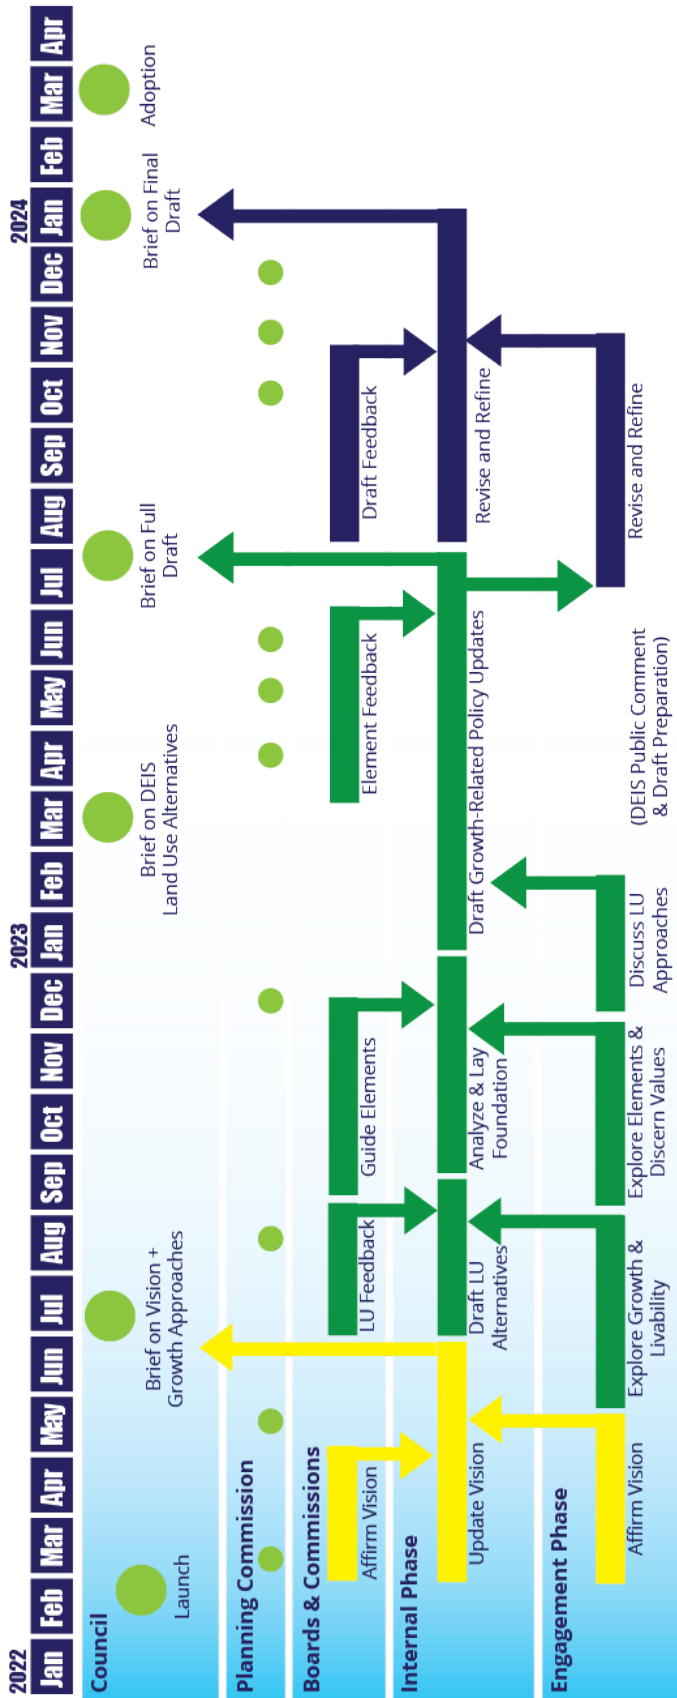 2022
2023
2024
Jan
Feb
Mar
Apr
May
Jun
Jul
Aug
Sep
Oct
Nov
Dec
Jan
Feb
Mar
Apr
May
Jun
Jul
Aug
Sep
Oct
Nov
Dec
Jan
Feb
Mar
Apr
Council
Launch
Brief on Vision +
Growth Approaches
Brief on DEIS
Land Use Alternatives
Brief on Full
Draft
Brief on Final
Draft
Adoption
Planning Commission
Boards & Commissions
Affirm Vision
LU Feedback
Guide Elements
Element Feedback
Draft Feedback
Internal Phase
Update Vision
Draft LU
Alternatives
Analyze & Lay
Foundation
Draft Growth-Related Policy Updates
Revise and Refine
Engagement Phase
Affirm Vision
Explore Growth &
Livability
Explore Elements &
Discern Values
Discuss LU
Approaches
(DEIS Public Comment
& Draft Preparation)
Revise and Refine